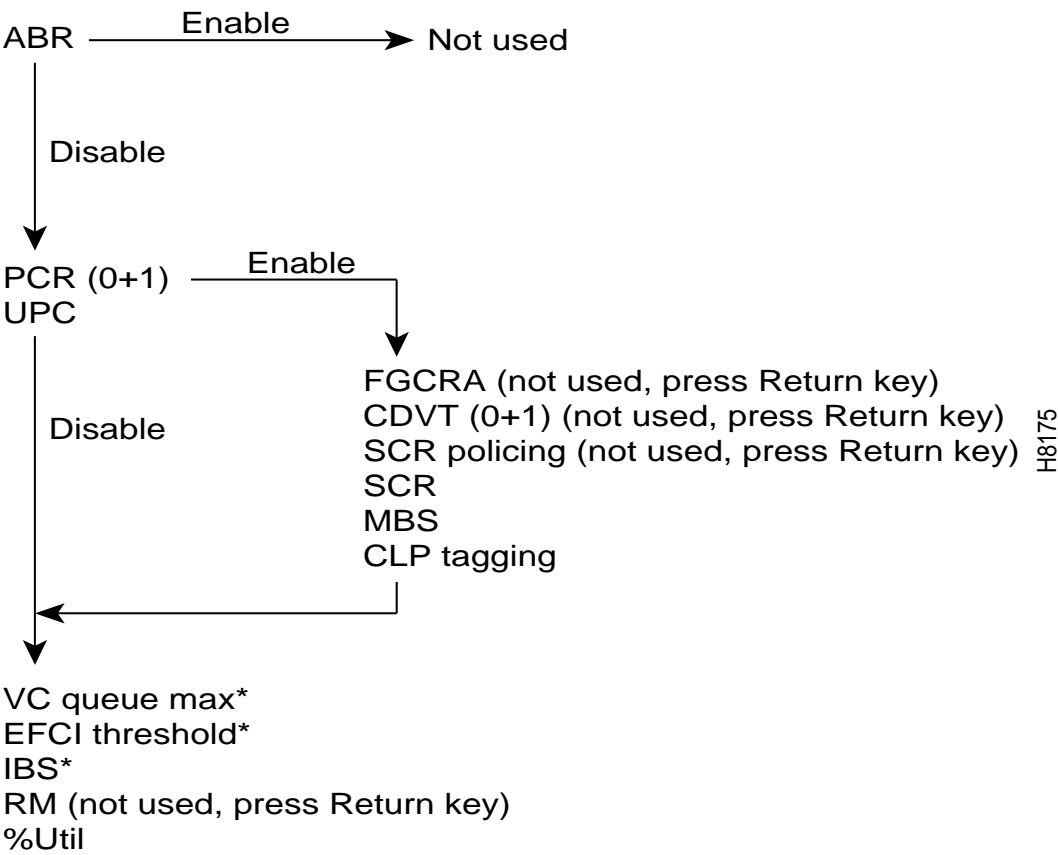 ABR Enable Not used
Disable
PCR (0+1) Enable
UPC
FGCRA (not used, press Return key)
CDVT (0+1) (not used, press Return key)
Disable
SCR policing (not used, press Return key)
SCR
MBS
CLP tagging
H8175
VC queue max*
EFCI threshold*
IBS*
RM (not used, press Return key)
%Util